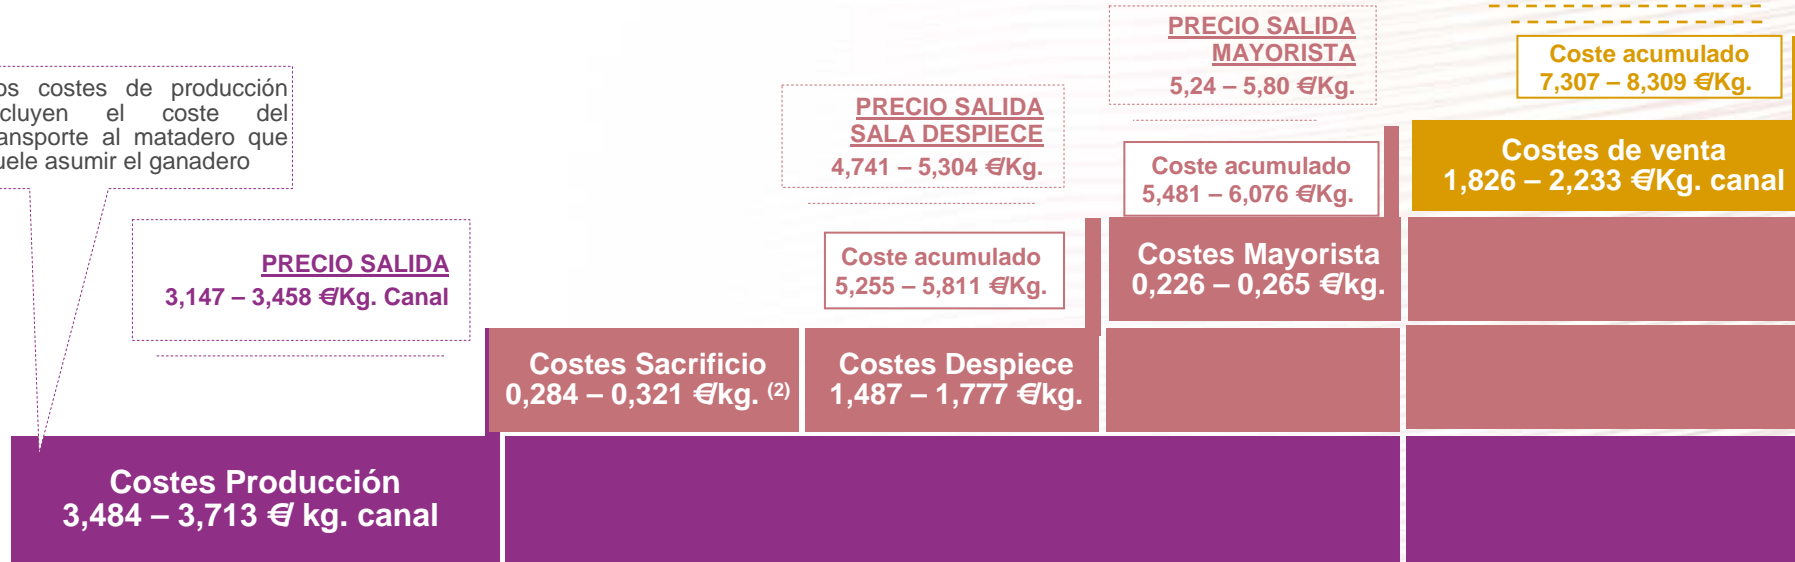 os costes de producción
cluyen el coste del
ansporte al matadero que
uele asumir el ganadero
PRECIO SALIDA
3,147 – 3,458 €/Kg. Canal
Costes Producción
3,484 – 3,713 €/ kg. canal
Costes Sacrificio
0,284 – 0,321 €/kg. (2)
PRECIO SALIDA
SALA DESPIECE
4,741 – 5,304 €/Kg.
Coste acumulado
5,255 – 5,811 €/Kg.
Costes Despiece
1,487 – 1,777 €/kg.
PRECIO SALIDA
MAYORISTA
5,24 – 5,80 €/Kg.
Coste acumulado
5,481 – 6,076 €/Kg.
Costes Mayorista
0,226 – 0,265 €/kg.
Coste acumulado
7,307 – 8,309 €/Kg.
Costes de venta
1,826 – 2,233 €/Kg. canal